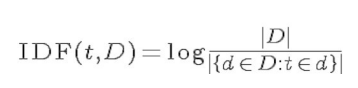 IDF(t,D)=log |D| / |{d∈D:t∈d}|